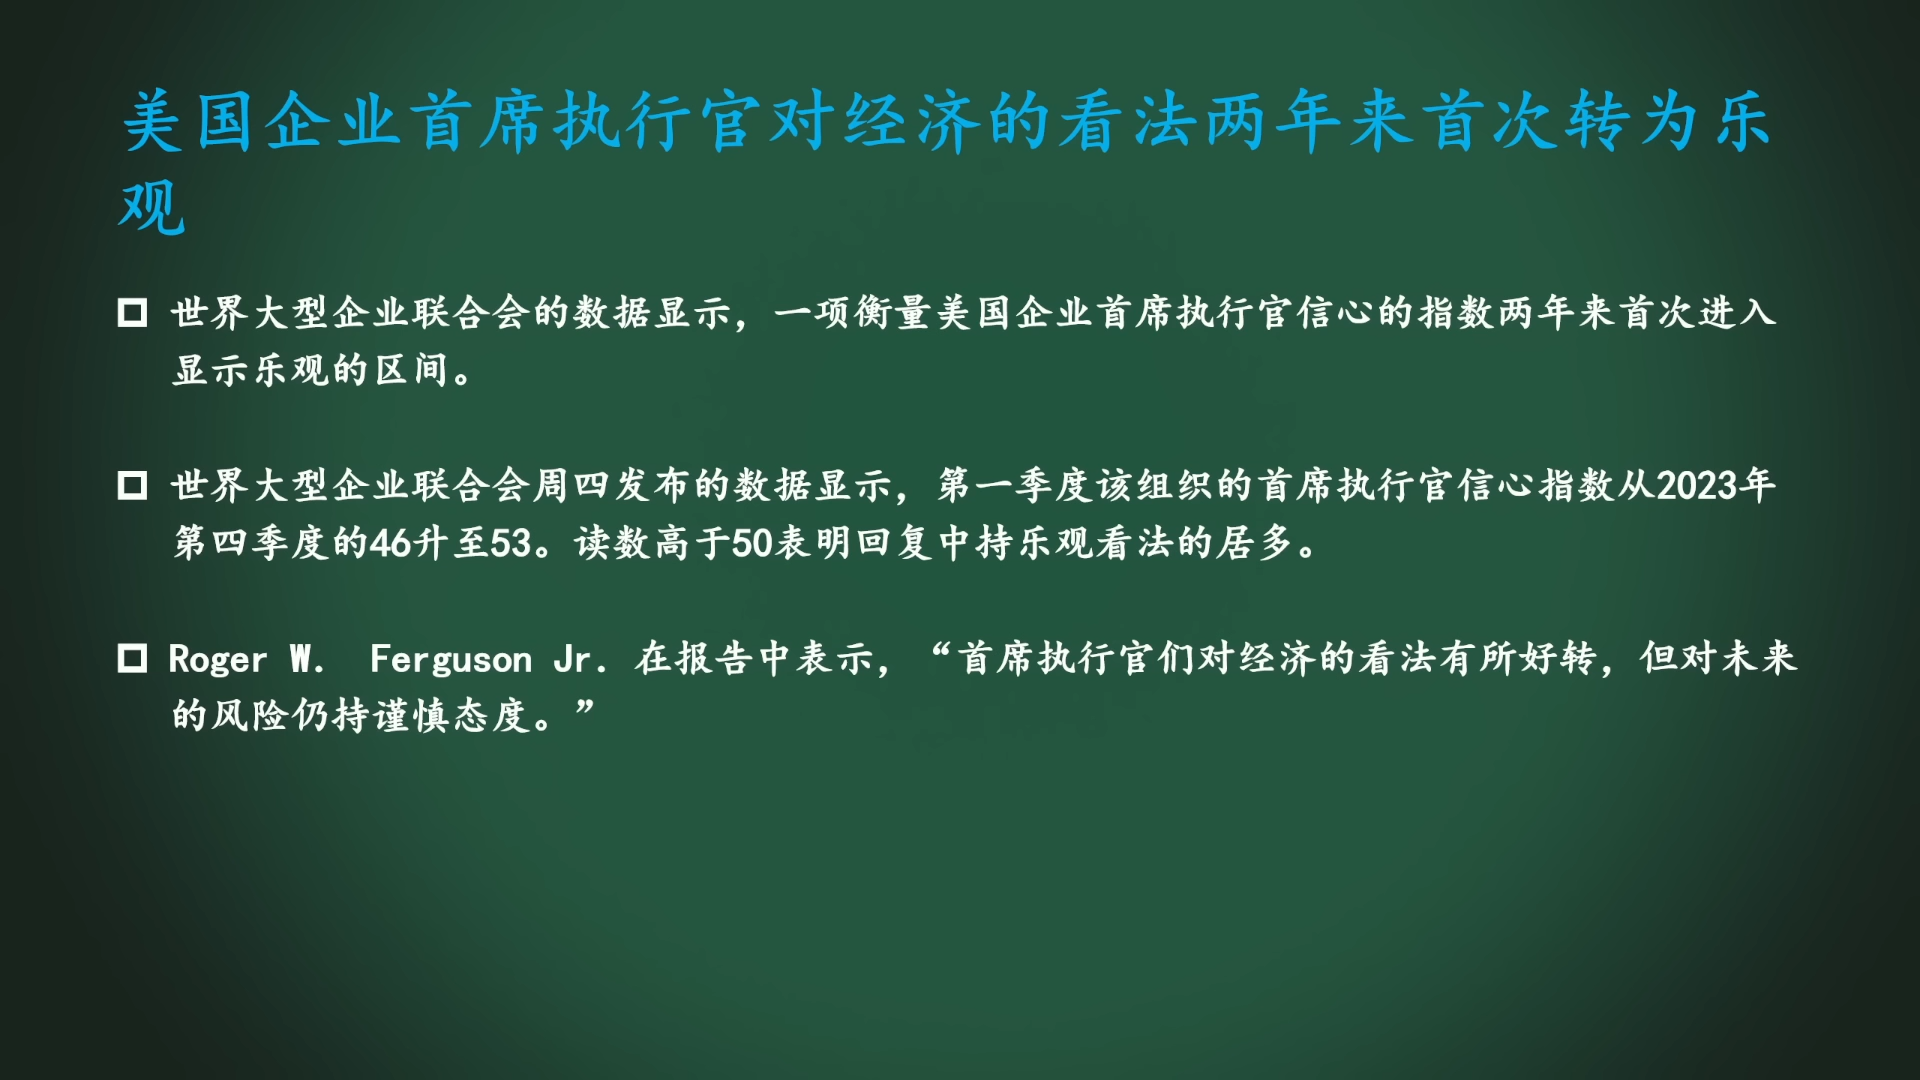 美国企业首席执行官对经济的看法两年来首次转为乐
观
世界大型企业联合会的数据显示，一项衡量美国企业首席执行官信心的指数两年来首次进入
显示乐观的区间。
世界大型企业联合会周四发布的数据显示，第一季度该组织的首席执行官信心指数从2023年
第四季度的46升至53。读数高于50表明回复中持乐观看法的居多。
Roger W. Ferguson Jr. 在报告中表示，“首席执行官们对经济的看法有所好转，但对未来
的风险仍持谨慎态度。”